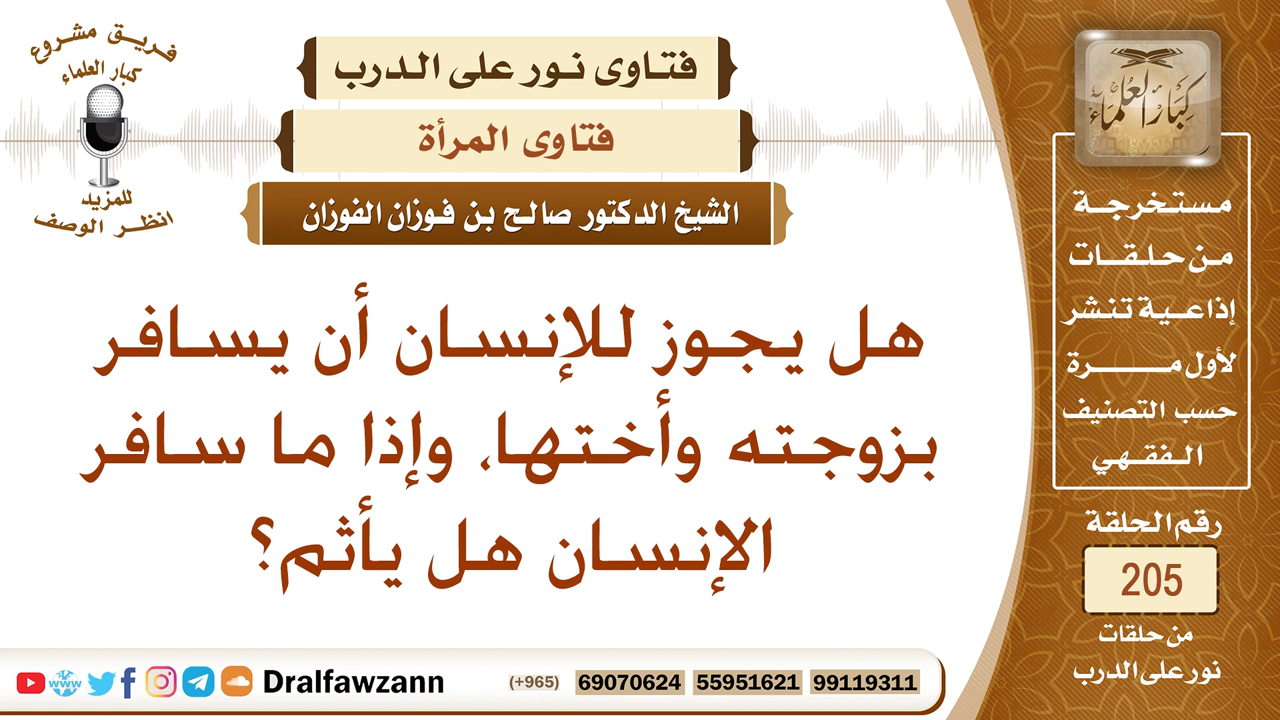 فريق مشروع
كبار العلماء
للمزيد
انظر الوصف
فتاوى نور على الدرب
فتاوى المرأة
الشيخ الدكتور صالح بن فوزان الفوزان
هل يجوز للإنسان أن يسافر
بزوجته وأختها، وإذا ما سافر
الإنسان هل يأثم؟
كبار العلماء
مستخرجة
من حلقات
إذاعية تنشر
لأول مرة
حسب التصنيف
الفقهي
رقم الحلقة
205
من حلقات
نور على الدرب
www Dralfawzann (+965) 69070624 55951621 99119311